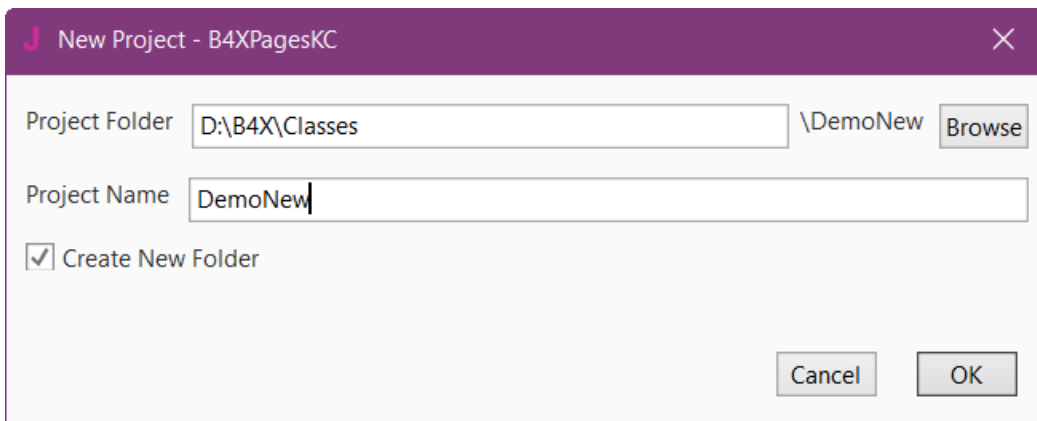 J New Project - B4XPagesKC
Project Folder D:\B4X\Classes \DemoNew Browse
Project Name DemoNew
Create New Folder
Cancel OK